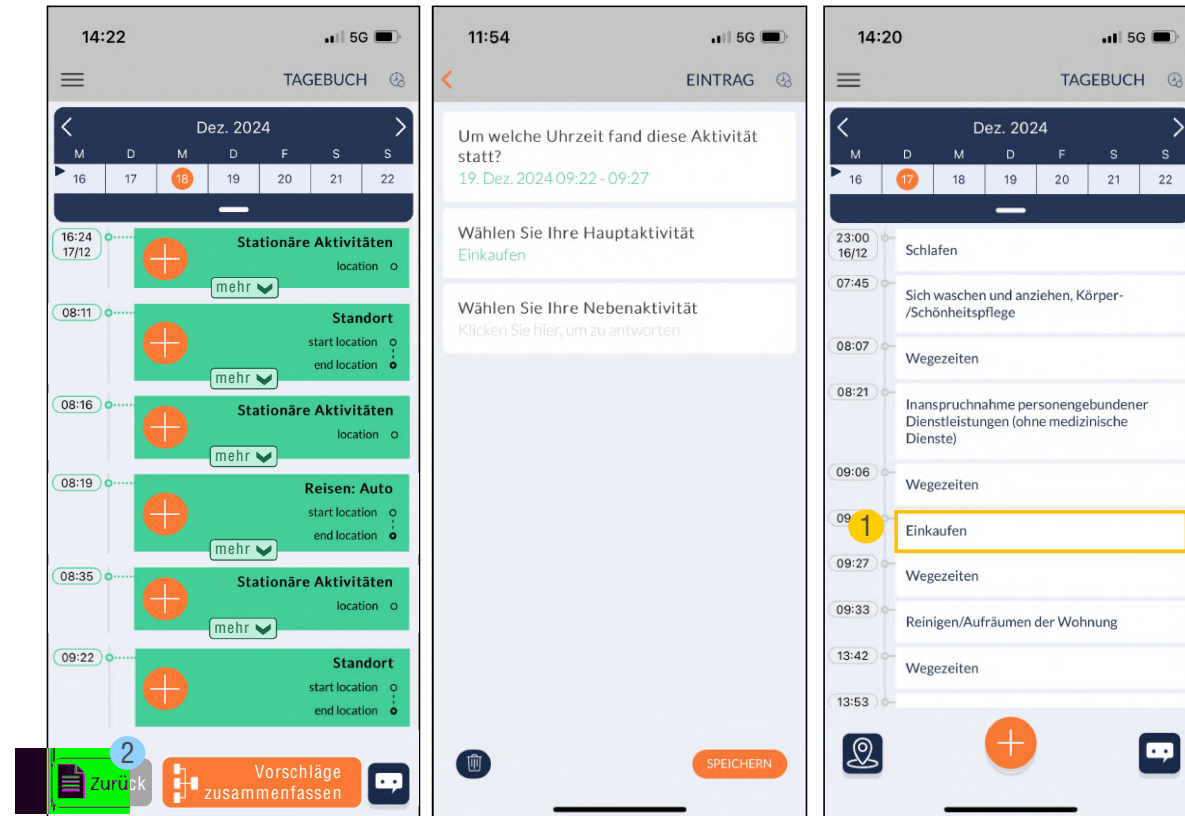 14:22
5G
TAGEBUCH
Dez. 2024
M D M D F S S
16 17 18 19 20 21 22
16:24
17/12
Stationäre Aktivitäten
location
mehr
08:11
Standort
start location
end location
mehr
08:16
Stationäre Aktivitäten
location
mehr
08:19
Reisen: Auto
start location
end location
mehr
08:35
Stationäre Aktivitäten
location
mehr
09:22
Standort
start location
end location
2
Zurück
Vorschläge
zusammenfassen
11:54
5G
EINTRAG
Um welche Uhrzeit fand diese Aktivität
statt?
19. Dez. 2024 09:22 - 09:27
Wählen Sie Ihre Hauptaktivität
Einkaufen
Wählen Sie Ihre Nebenaktivität
Klicken Sie hier, um zu antworten
SPEICHERN
14:20
5G
TAGEBUCH
Dez. 2024
M D M D F S S
16 17 18 19 20 21 22
23:00
16/12
Schlafen
07:45
Sich waschen und anziehen, Körper-
/Schönheitspflege
08:07
Wegezeiten
08:21
Inanspruchnahme personengebundener
Dienstleistungen (ohne medizinische
Dienste)
09:06
Wegezeiten
1
Einkaufen
09:27
Wegezeiten
09:33
Reinigen/Aufräumen der Wohnung
13:42
Wegezeiten
13:53